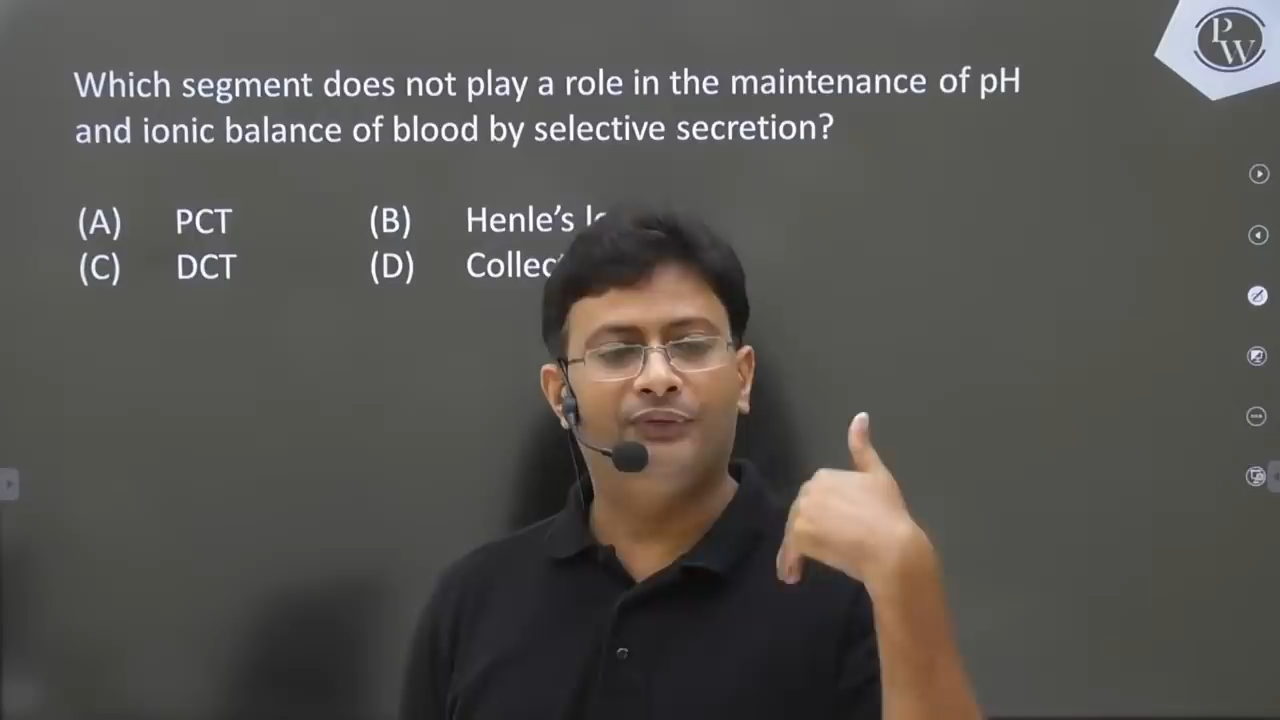 PW
Which segment does not play a role in the maintenance of pH
and ionic balance of blood by selective secretion?
(A) PCT (B) Henle's
(C) DCT (D)